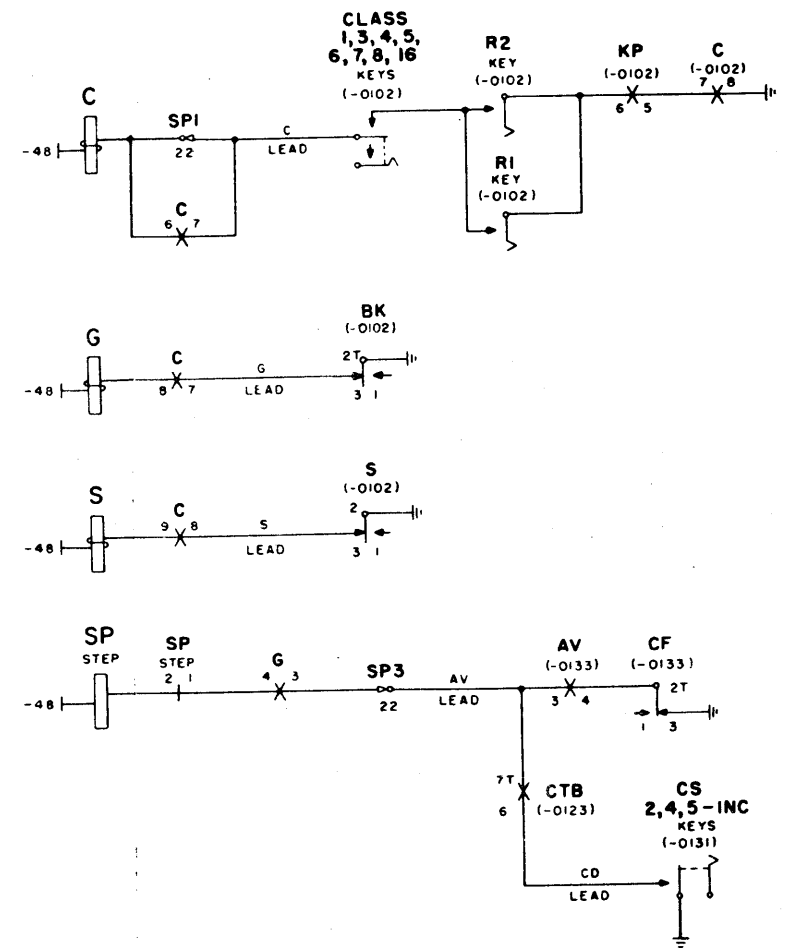 CLASS
1,3,4,5,
6,7,8,16
KEYS
(-0102)
R2
KEY
(-0102)
KP
(-0102)
6 5
C
(-0102)
7 8
C
-48
SP1
22
C
LEAD
C
6 7
R1
KEY
(-0102)
G
-48
C
8 7
G
LEAD
BK
(-0102)
2T
3 1
S
-48
C
9 8
S
LEAD
S
(-0102)
2
3 1
SP
STEP
-48
SP
STEP
2 1
G
4 3
SP3
22
AV
LEAD
AV
(-0133)
3 4
CF
(-0133)
2T
1 3
7T
6
CTB
(-0123)
CS
2,4,5-INC
KEYS
(-0131)
CD
LEAD